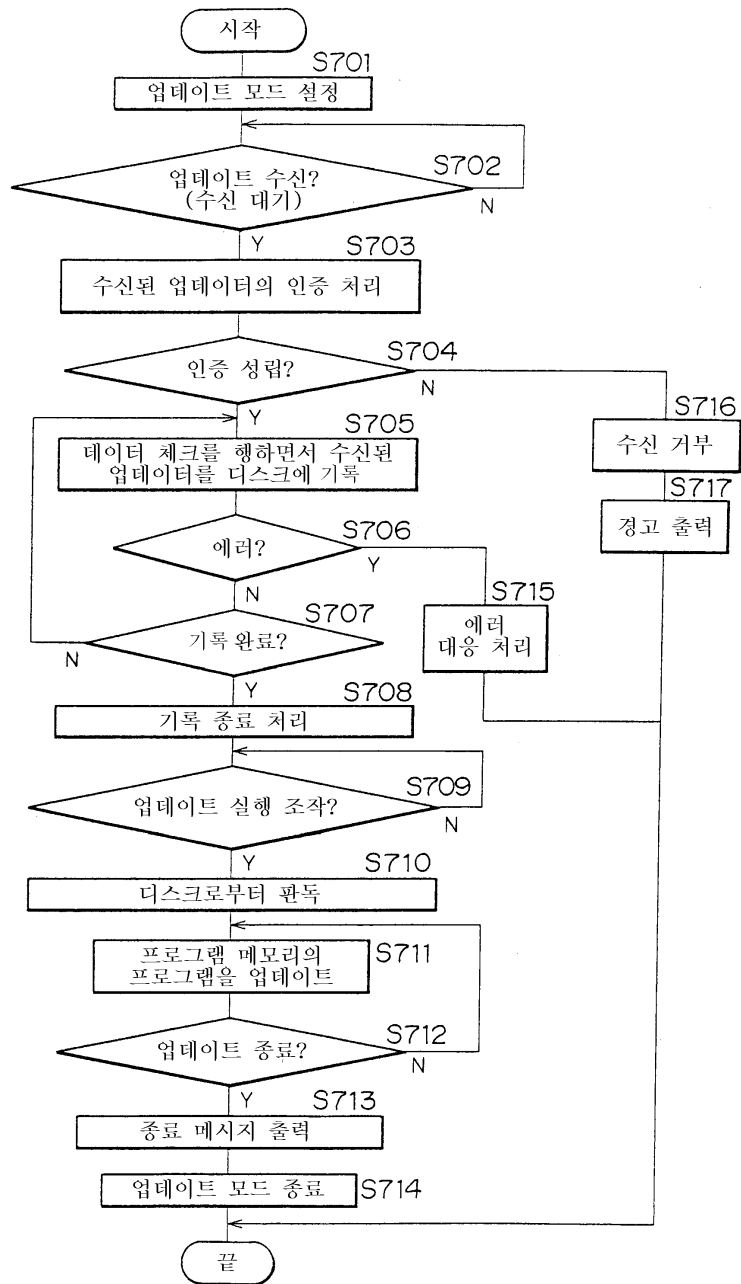 시작
S701
업데이트 모드 설정
S702
업데이트 수신?
(수신 대기)
N
Y
S703
수신된 업데이터의 인증 처리
S704
인증 성립?
N
Y
S705
데이터 체크를 행하면서 수신된
업데이터를 디스크에 기록
S716
수신 거부
S717
경고 출력
S706
에러?
Y
N
S715
에러
대응 처리
S707
기록 완료?
N
Y
S708
기록 종료 처리
S709
업데이트 실행 조작?
N
Y
S710
디스크로부터 판독
S711
프로그램 메모리의
프로그램을 업데이트
S712
업데이트 종료?
N
Y
S713
종료 메시지 출력
업데이트 모드 종료
S714
끝